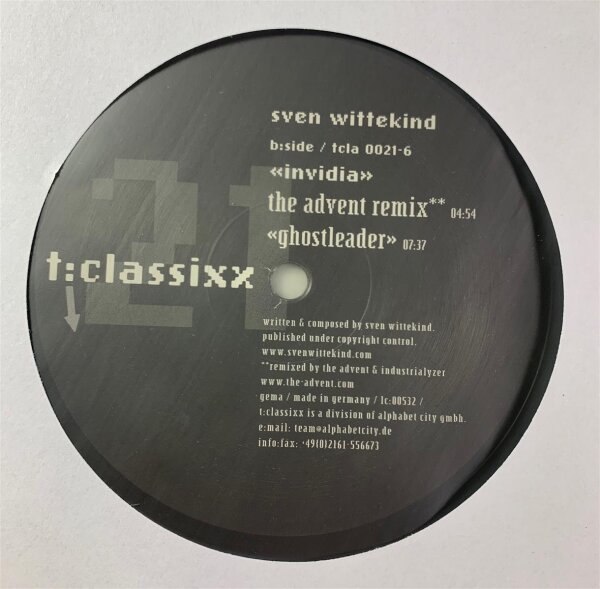 sven wittekind
b:side / tcla 0021-6
«invidia»
the advent remix** 04:54
«ghostleader» 07:37
21
t:classixx
written & composed by sven wittekind.
published under copyright control.
www.svenwittekind.com
**remixed by the advent & industrialyzer
www.the-advent.com
gema / made in germany / lc:00532 /
t:classixx is a division of alphabet city gmbh.
e:mail: team@alphabetcity.de
info:fax: +49(0)2161-556673